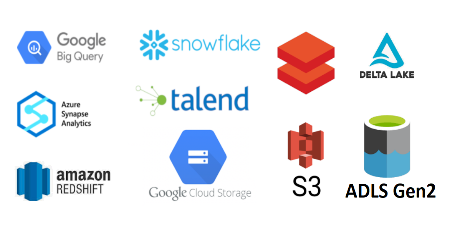 Google
Big Query
snowflake
DELTA LAKE
Azure
Synapse
Analytics
talend
amazon
REDSHIFT
Google Cloud Storage
S3
ADLS Gen2